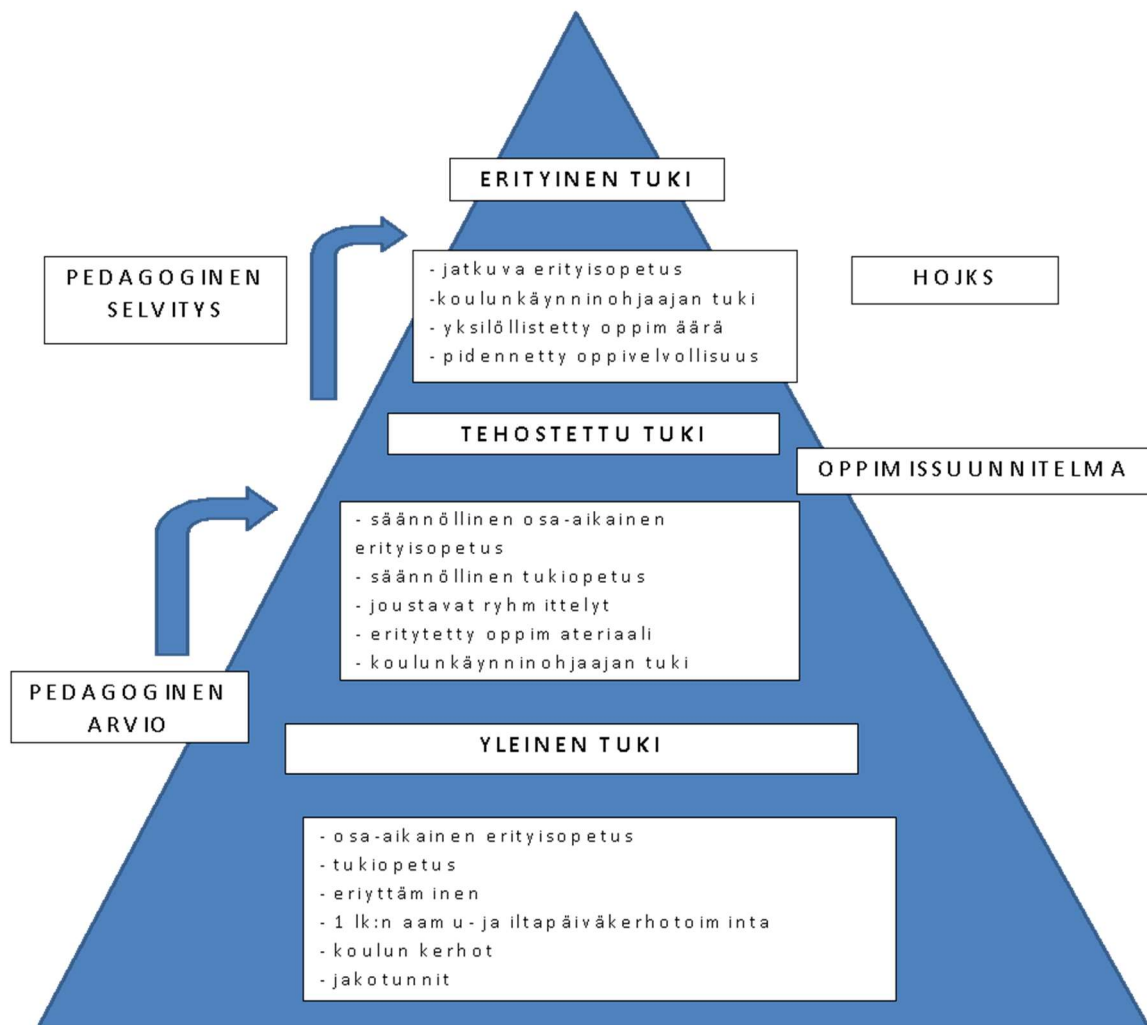 ERITYINEN TUKI
PEDAGOGINEN
SELVITYS
- jatkuva erityisopetus
-koulunkäynninohjaajan tuki
- yksilöllistetty oppimäärä
- pidennetty oppivelvollisuus
HOJKS
TEHOSTETTU TUKI
OPPIMISSUUNNITELMA
- säännöllinen osa-aikainen
erityisopetus
- säännöllinen tukiopetus
- joustavat ryhmittelyt
- eritytetty oppimateriaali
- koulunkäynninohjaajan tuki
PEDAGOGINEN
ARVIO
YLEINEN TUKI
- osa-aikainen erityisopetus
- tukiopetus
- eriyttäminen
- 1 lk:n aamu- ja iltapäiväkerhotoiminta
- koulun kerhot
- jakotunnit